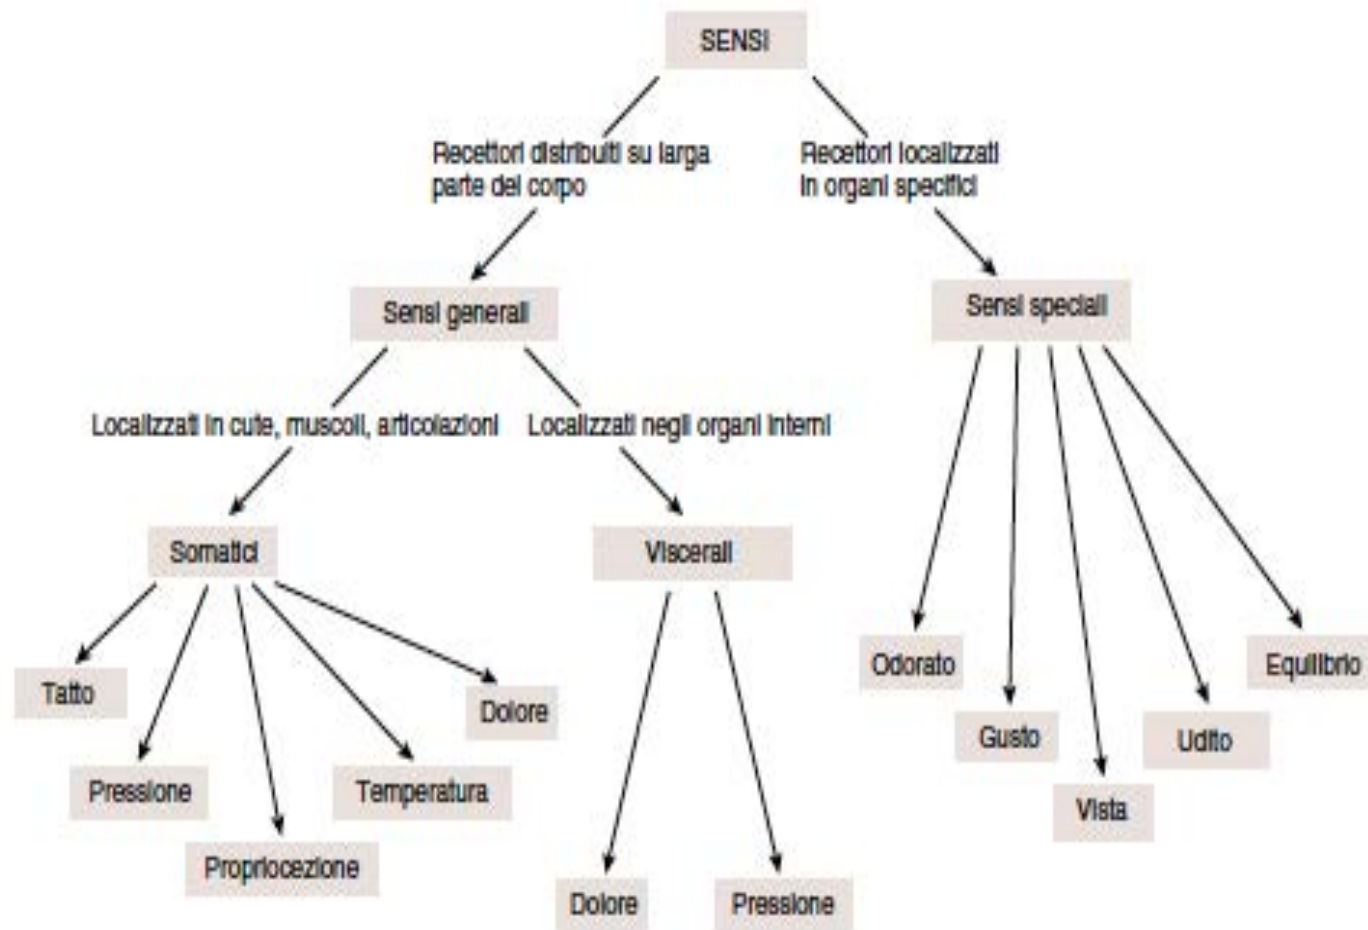 SENSI
Recettori distribuiti su larga
parte del corpo
Recettori localizzati
in organi specifici
Sensi generali
Sensi speciali
Localizzati in cute, muscoli, articolazioni
Localizzati negli organi interni
Somatici
Viscerali
Tatto
Pressione
Propriocezione
Temperatura
Dolore
Dolore
Pressione
Odorato
Gusto
Vista
Udito
Equilibrio